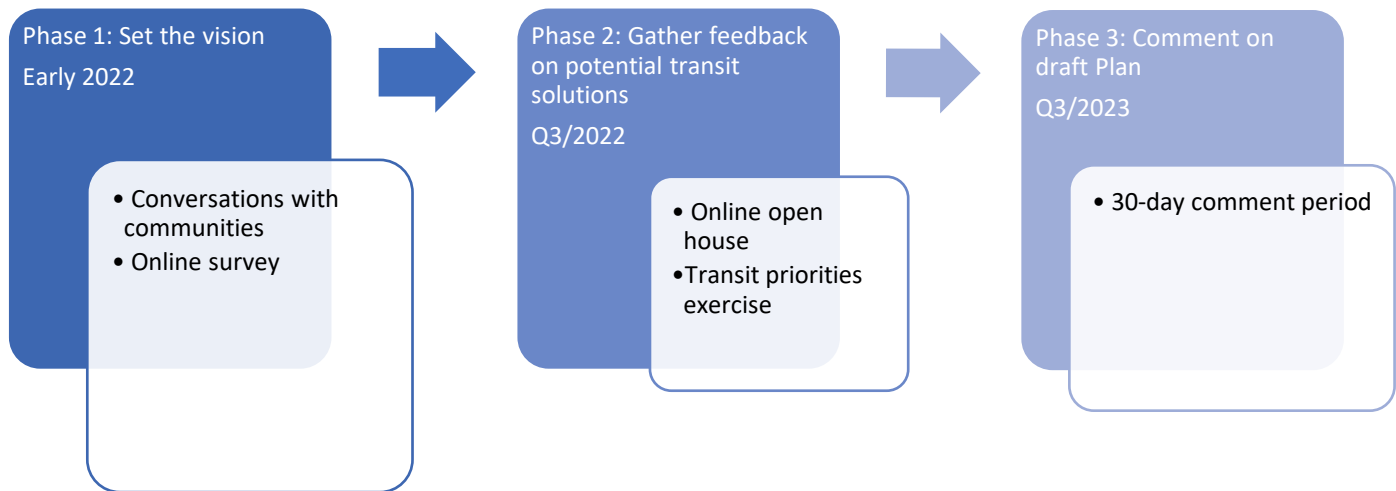 Phase 1: Set the vision
Early 2022
• Conversations with
communities
• Online survey
Phase 2: Gather feedback
on potential transit
solutions
Q3/2022
• Online open
house
•Transit priorities
exercise
Phase 3: Comment on
draft Plan
Q3/2023
• 30-day comment period